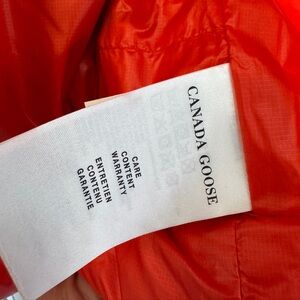 CANADA GOOSE
CARE
CONTENT
WARRANTY
ENTRETIEN
CONTENU
GARANTIE